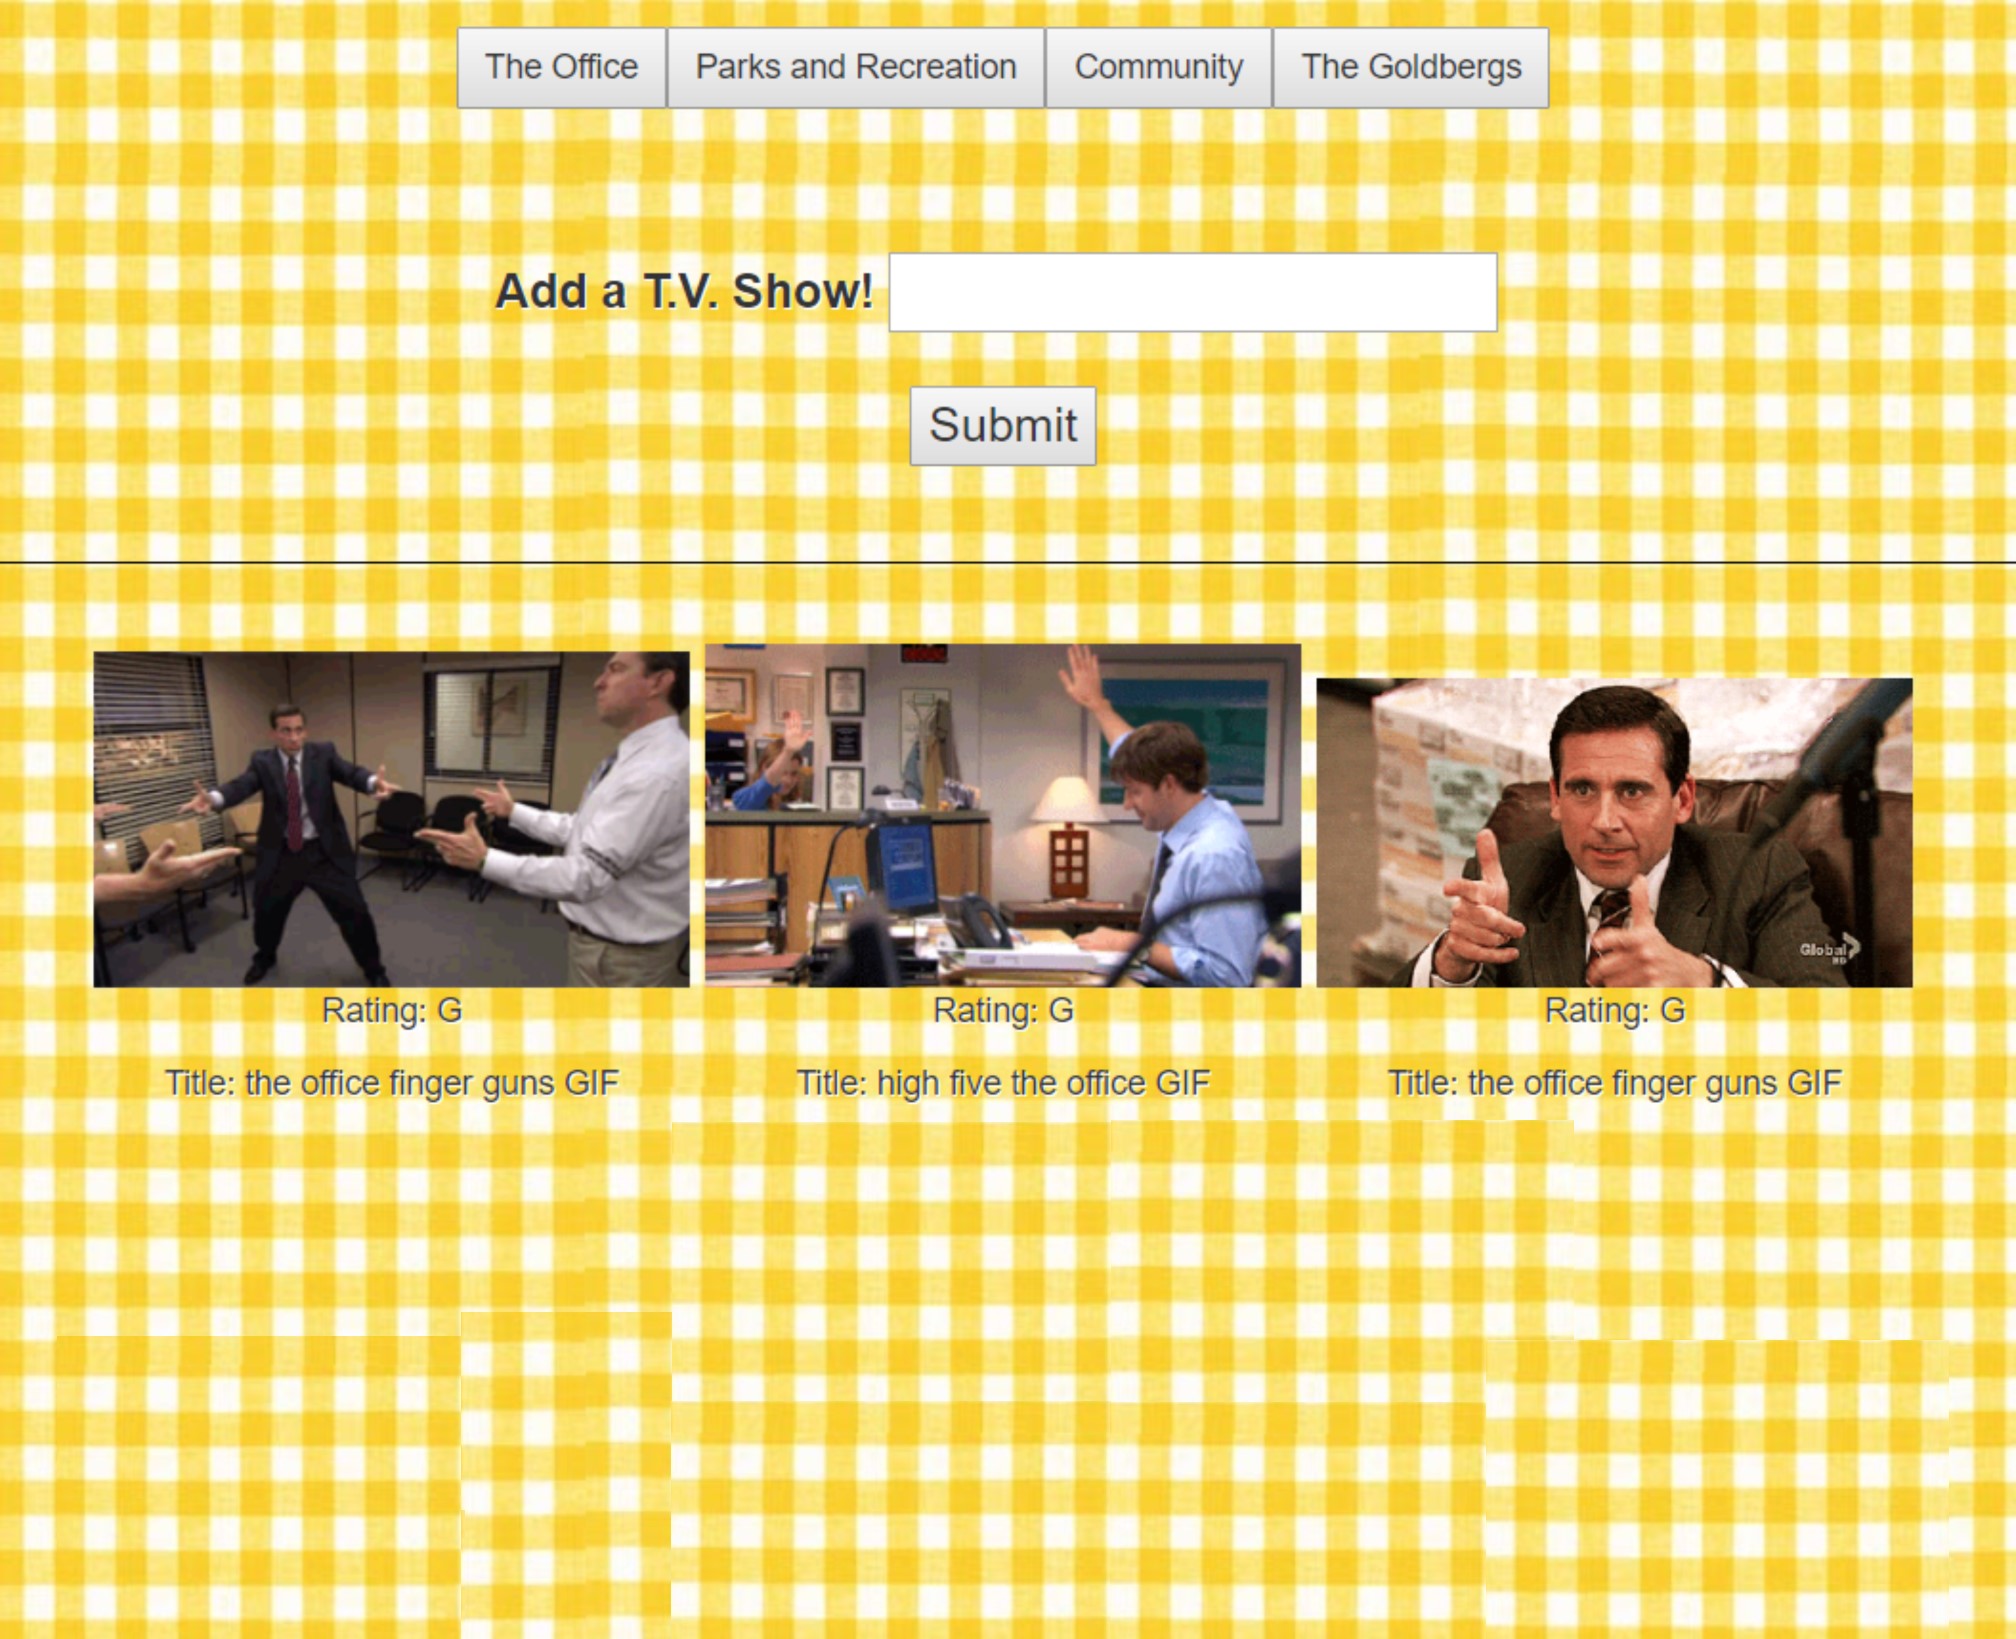 The Office Parks and Recreation Community The Goldbergs
Add a T.V. Show!
Submit
Global
HD
Rating: G Rating: G Rating: G
Title: the office finger guns GIF Title: high five the office GIF Title: the office finger guns GIF